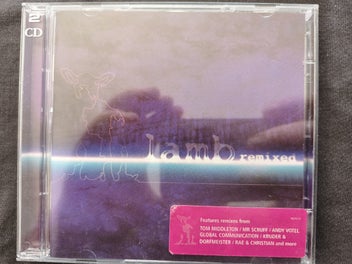 2
CD
lamb remixed
Features remixes from
TOM MIDDLETON / MR SCRUFF / ANDY VOTEL
GLOBAL COMMUNICATION / KRUDER &
DORFMEISTER / RAE & CHRISTIAN and more